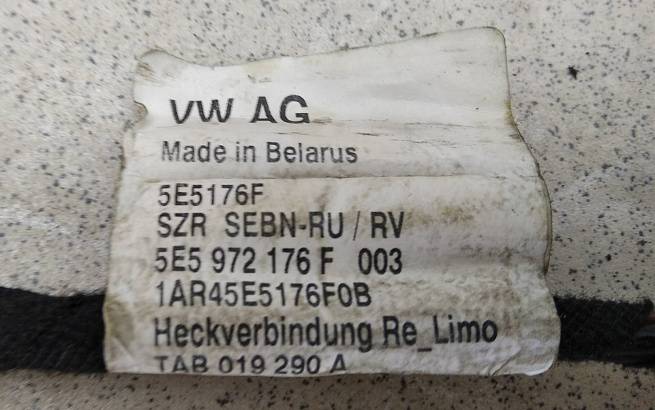 VW AG
Made in Belarus
5E5176F
SZR SEBN-RU / RV
5E5 972 176 F 003
1AR45E5176F0B
Heckverbindung Re_Limo
TAB 019 290 A